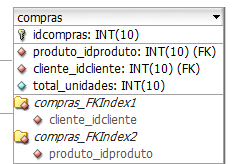 compras
idcompras: INT(10)
produto_idproduto: INT(10) (FK)
cliente_idcliente: INT(10) (FK)
total_unidades: INT(10)
compras_FKIndex1
cliente_idcliente
compras_FKIndex2
produto_idproduto